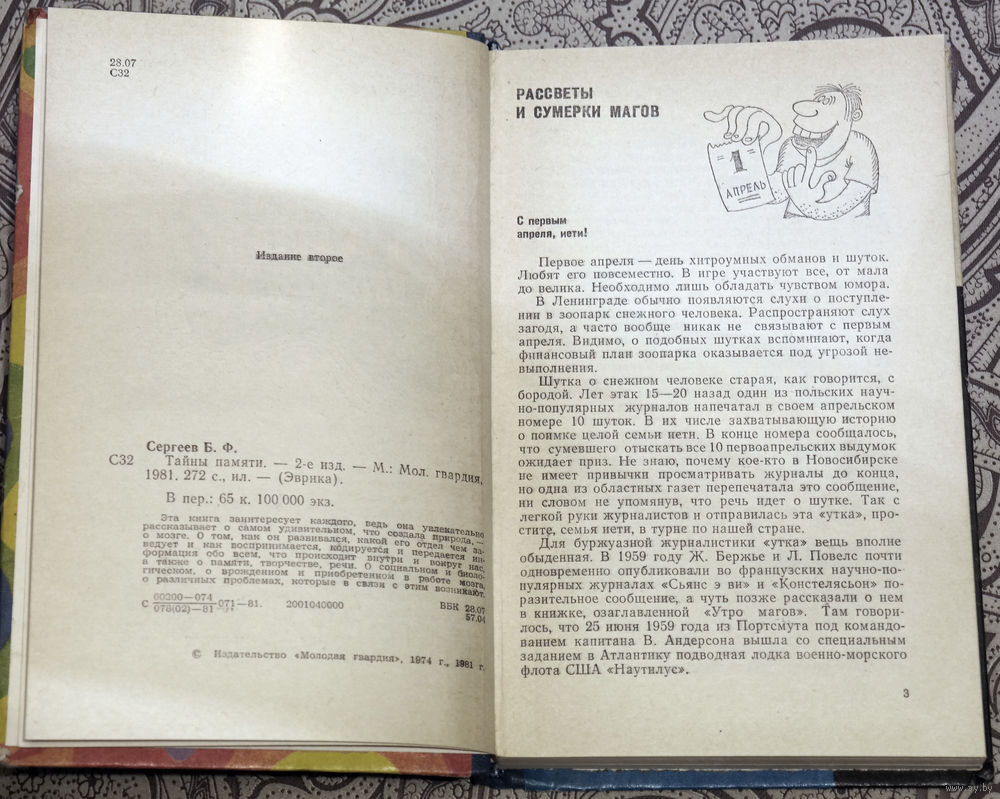 28.07
С32
Издание второе
Сергеев Б. Ф.
С32 Тайны памяти. — 2-е изд. — М.: Мол. гвардия,
1981. 272 с., ил. — (Эврика).
В пер.: 65 к. 100 000 экз.
Эта книга заинтересует каждого, ведь она увлекательно
рассказывает о самом удивительном, что создала природа, —
о мозге. О том, как он развивался, какой его отдел чем за-
ведует и как воспринимается, кодируется и передается ин-
формация обо всем, что происходит внутри и вокруг нас,
а также о памяти, творчестве, речи. О социальном и биоло-
гическом, о врожденном и приобретенном в работе мозга,
о различных проблемах, которые в связи с этим возникают.
60200—074
С 071—81. 2001040000 ББК 28.07
078(02)—81 57.04
© Издательство «Молодая гвардия», 1974 г., 1981 г.
РАССВЕТЫ
И СУМЕРКИ МАГОВ
1
АПРЕЛЬ
С первым
апреля, иети!
Первое апреля — день хитроумных обманов и шуток.
Любят его повсеместно. В игре участвуют все, от мала
до велика. Необходимо лишь обладать чувством юмора.
В Ленинграде обычно появляются слухи о поступле-
нии в зоопарк снежного человека. Распространяют слух
загодя, а часто вообще никак не связывают с первым
апреля. Видимо, о подобных шутках вспоминают, когда
финансовый план зоопарка оказывается под угрозой не-
выполнения.
Шутка о снежном человеке старая, как говорится, с
бородой. Лет этак 15—20 назад один из польских науч-
но-популярных журналов напечатал в своем апрельском
номере 10 шуток. В их числе захватывающую историю
о поимке целой семьи иети. В конце номера сообщалось,
что сумевшего отыскать все 10 первоапрельских выдумок
ожидает приз. Не знаю, почему кое-кто в Новосибирске
не имеет привычки просматривать журналы до конца,
но одна из областных газет перепечатала это сообщение,
ни словом не упомянув, что речь идет о шутке. Так с
легкой руки журналистов и отправилась эта «утка», про-
стите, семья иети, в турне по нашей стране.
Для буржуазной журналистики «утка» вещь вполне
обыденная. В 1959 году Ж. Бержье и Л. Повелс почти
одновременно опубликовали во французских научно-по-
пулярных журналах «Сьянс э ви» и «Констелясьон» по-
разительное сообщение, а чуть позже рассказали о нем
в книжке, озаглавленной «Утро магов». Там говори-
лось, что 25 июня 1959 года из Портсмута под командо-
ванием капитана В. Андерсона вышла со специальным
заданием в Атлантику подводная лодка военно-морского
флота США «Наутилус».
3
www.ay.by